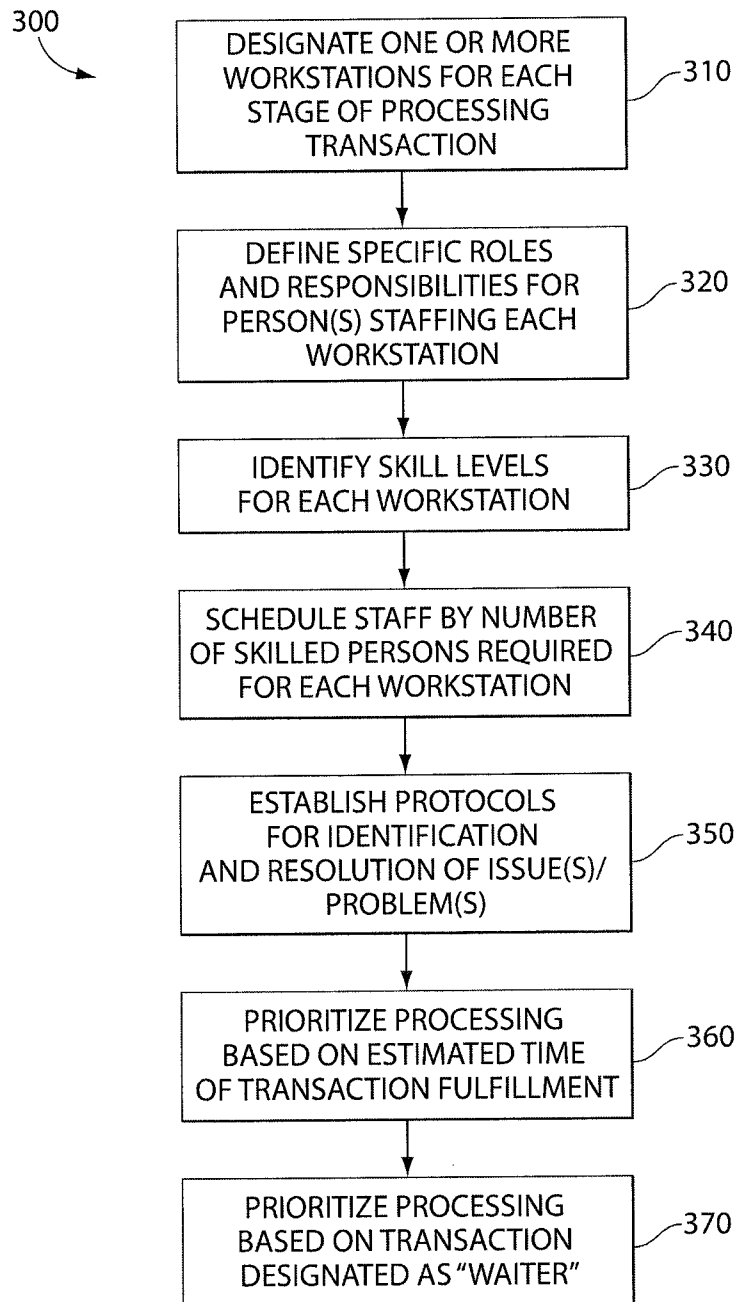 300
DESIGNATE ONE OR MORE
WORKSTATIONS FOR EACH
STAGE OF PROCESSING
TRANSACTION
310
DEFINE SPECIFIC ROLES
AND RESPONSIBILITIES FOR
PERSON(S) STAFFING EACH
WORKSTATION
320
IDENTIFY SKILL LEVELS
FOR EACH WORKSTATION
330
SCHEDULE STAFF BY NUMBER
OF SKILLED PERSONS REQUIRED
FOR EACH WORKSTATION
340
ESTABLISH PROTOCOLS
FOR IDENTIFICATION
AND RESOLUTION OF ISSUE(S)/
PROBLEM(S)
350
PRIORITIZE PROCESSING
BASED ON ESTIMATED TIME
OF TRANSACTION FULFILLMENT
360
PRIORITIZE PROCESSING
BASED ON TRANSACTION
DESIGNATED AS “WAITER”
370